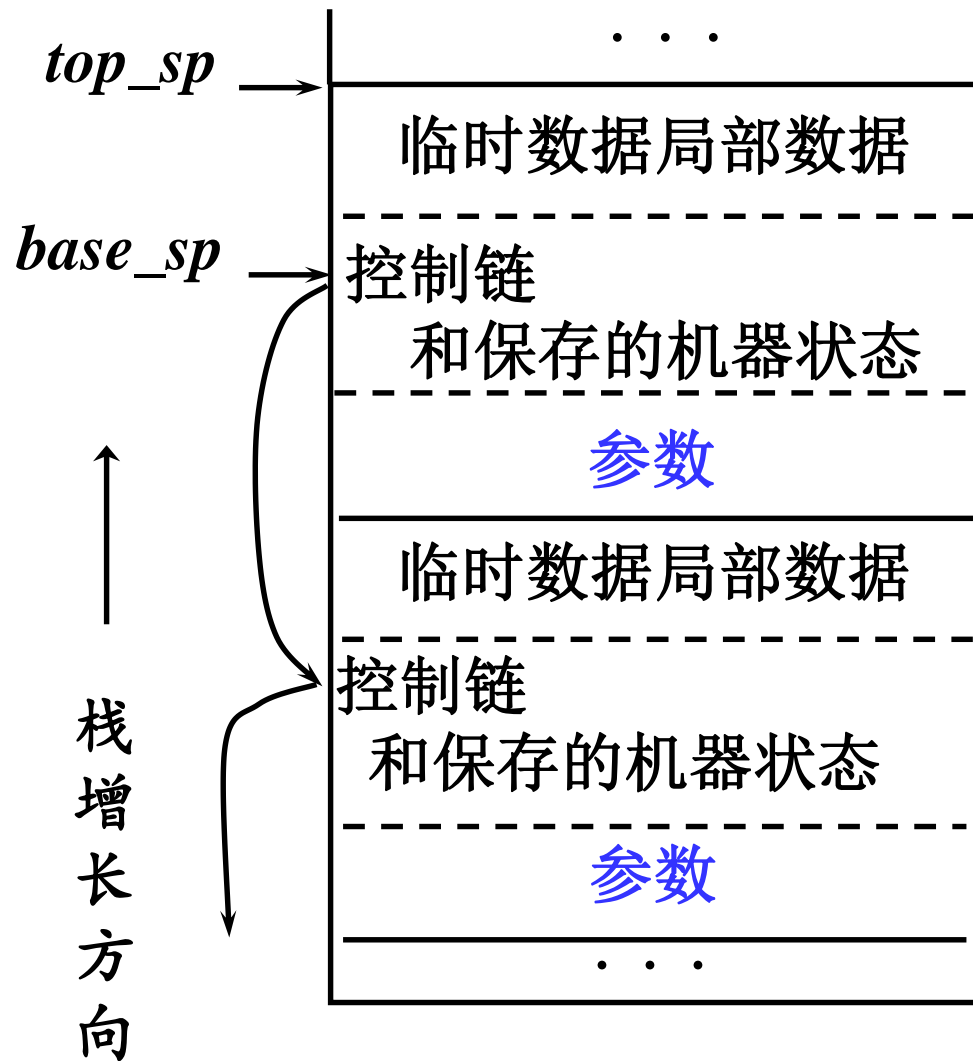 . . .
top_sp
临时数据局部数据
base_sp
控制链
和保存的机器状态
参数
临时数据局部数据
控制链
和保存的机器状态
参数
. . .
栈增长方向